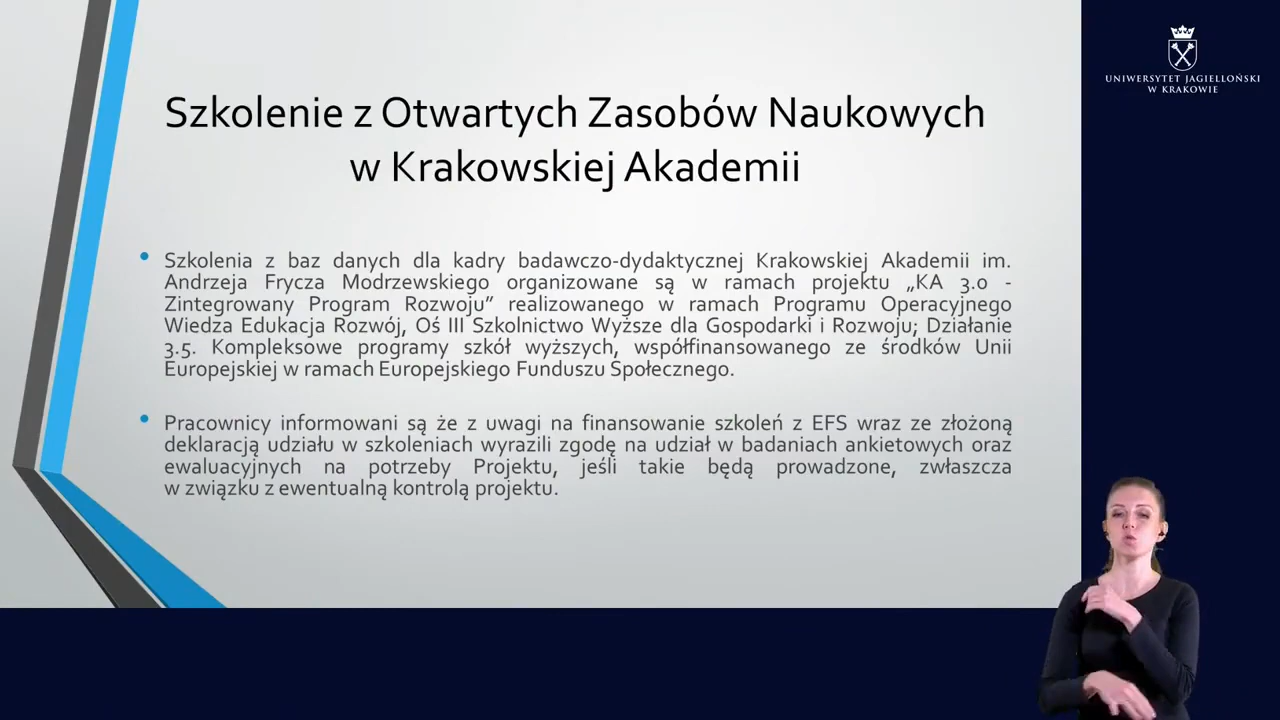 UNIWERSYTET JAGIELLOŃSKI
W KRAKOWIE
Szkolenie z Otwartych Zasobów Naukowych
w Krakowskiej Akademii
• Szkolenia z baz danych dla kadry badawczo-dydaktycznej Krakowskiej Akademii im.
Andrzeja Frycza Modrzewskiego organizowane są w ramach projektu „KA 3.0 -
Zintegrowany Program Rozwoju” realizowanego w ramach Programu Operacyjnego
Wiedza Edukacja Rozwój, Oś III Szkolnictwo Wyższe dla Gospodarki i Rozwoju; Działanie
3.5. Kompleksowe programy szkół wyższych, współfinansowanego ze środków Unii
Europejskiej w ramach Europejskiego Funduszu Społecznego.
• Pracownicy informowani są że z uwagi na finansowanie szkoleń z EFS wraz ze złożoną
deklaracją udziału w szkoleniach wyrazili zgodę na udział w badaniach ankietowych oraz
ewaluacyjnych na potrzeby Projektu, jeśli takie będą prowadzone, zwłaszcza
w związku z ewentualną kontrolą projektu.